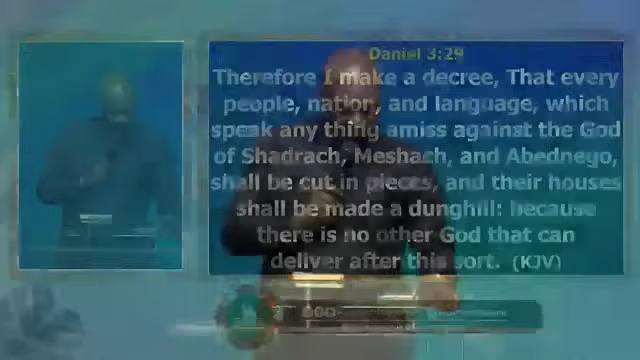 Daniel 3:29
Therefore I make a decree, That every
people, nation, and language, which
speak any thing amiss against the God
of Shadrach, Meshach, and Abednego,
shall be cut in pieces, and their houses
shall be made a dunghill: because
there is no other God that can
deliver after this sort. (KJV)